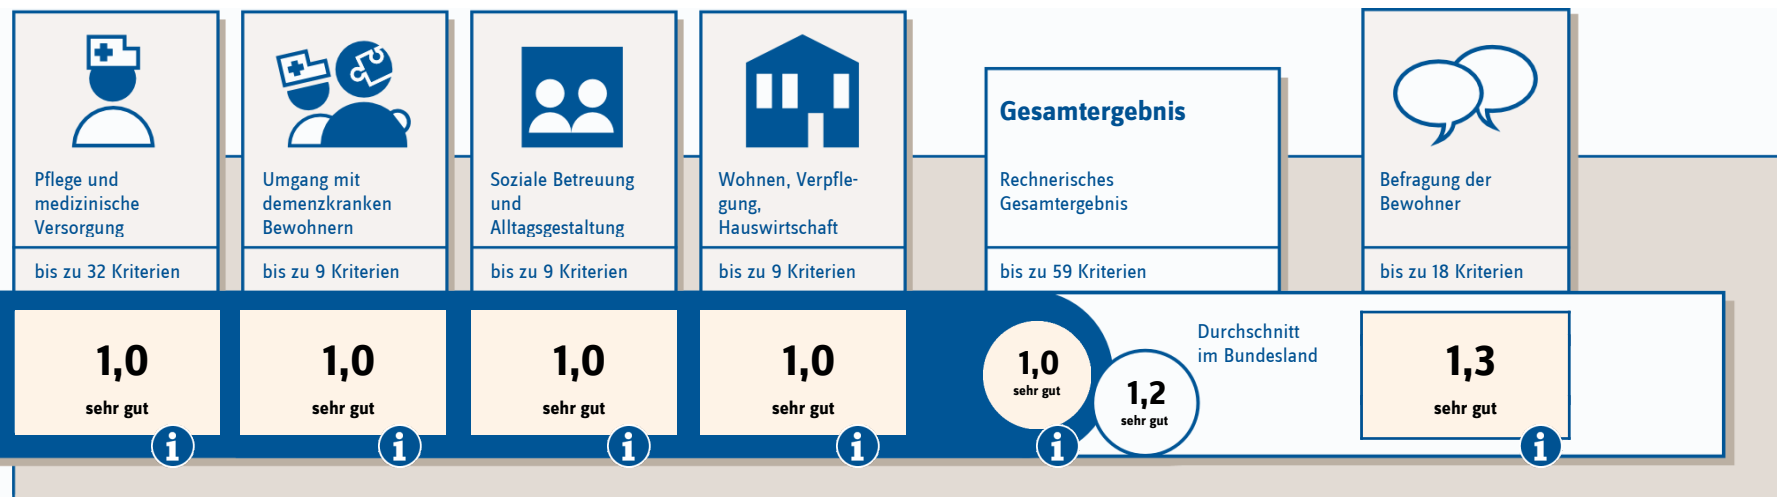 Pflege und
medizinische
Versorgung
bis zu 32 Kriterien
1,0
sehr gut
Umgang mit
demenzkranken
Bewohnern
bis zu 9 Kriterien
1,0
sehr gut
Soziale Betreuung
und
Alltagsgestaltung
bis zu 9 Kriterien
1,0
sehr gut
Wohnen, Verpfle-
gung,
Hauswirtschaft
bis zu 9 Kriterien
1,0
sehr gut
Gesamtergebnis
Rechnerisches
Gesamtergebnis
bis zu 59 Kriterien
1,0
sehr gut
1,2
sehr gut
Durchschnitt
im Bundesland
Befragung der
Bewohner
bis zu 18 Kriterien
1,3
sehr gut